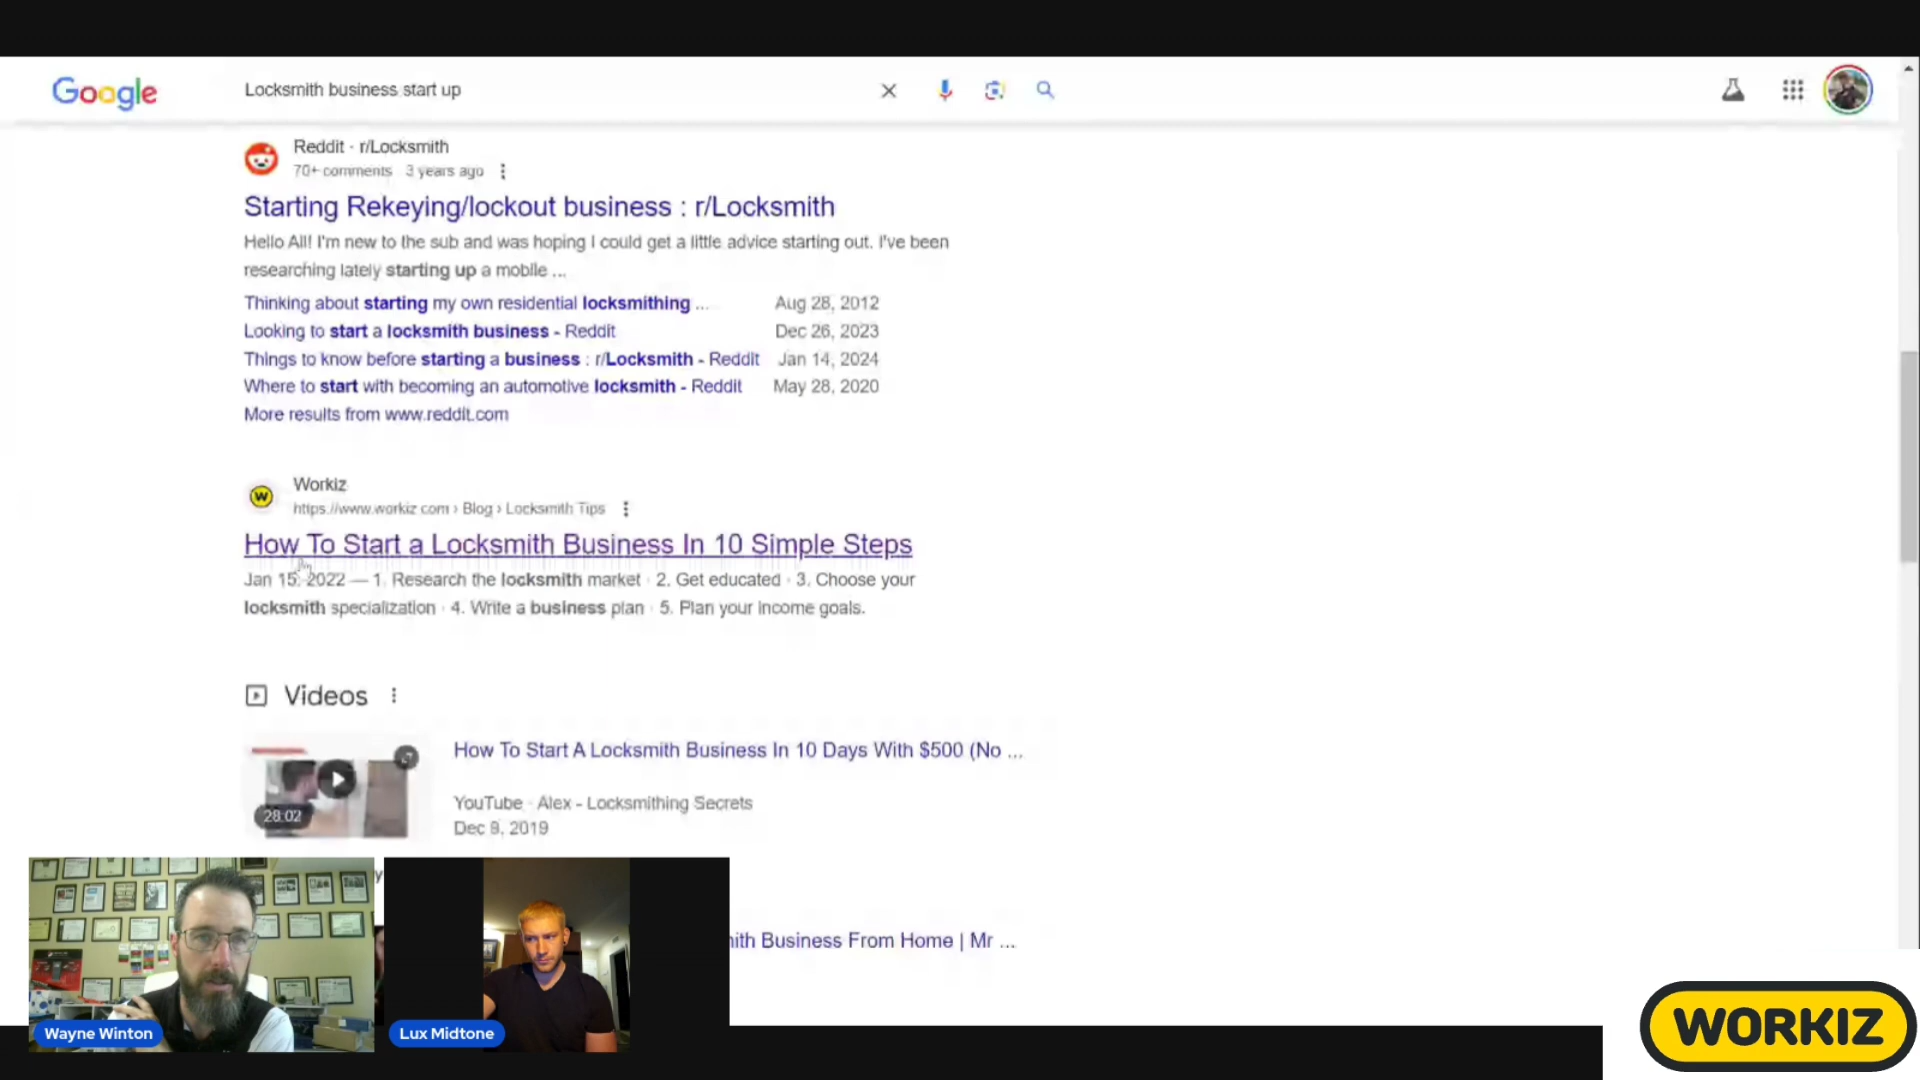 Google
Locksmith business start up
Reddit · r/Locksmith
70+ comments 3 years ago
Starting Rekeying/lockout business : r/Locksmith
Hello All! I'm new to the sub and was hoping I could get a little advice starting out. I've been
researching lately starting up a mobile ...
Thinking about starting my own residential locksmithing ... Aug 28, 2012
Looking to start a locksmith business - Reddit Dec 26, 2023
Things to know before starting a business : r/Locksmith - Reddit Jan 14, 2024
Where to start with becoming an automotive locksmith - Reddit May 28, 2020
More results from www.reddit.com
W
Workiz
https://www.workiz.com › Blog › Locksmith Tips
How To Start a Locksmith Business In 10 Simple Steps
Jan 15, 2022 — 1. Research the locksmith market · 2. Get educated · 3. Choose your
locksmith specialization · 4. Write a business plan · 5. Plan your income goals.
Videos
How To Start A Locksmith Business In 10 Days With $500 (No ...
28:02
YouTube · Alex - Locksmithing Secrets
Dec 9, 2019
ith Business From Home | Mr ...
Wayne Winton
Lux Midtone
WORKIZ